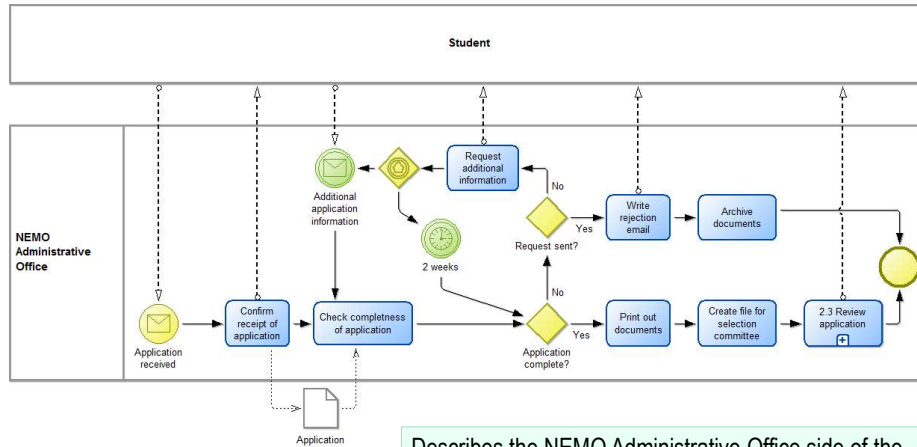 Student
NEMO
Administrative
Office
Additional
application
information
Request
additional
information
No
Request sent?
Yes
Write
rejection
email
Archive
documents
2 weeks
No
Application
received
Confirm
receipt of
application
Check completness
of application
Application
complete?
Yes
Print out
documents
Create file for
selection
committee
2.3 Review
application
Application
Describes the NEMO Administrative Office side of the